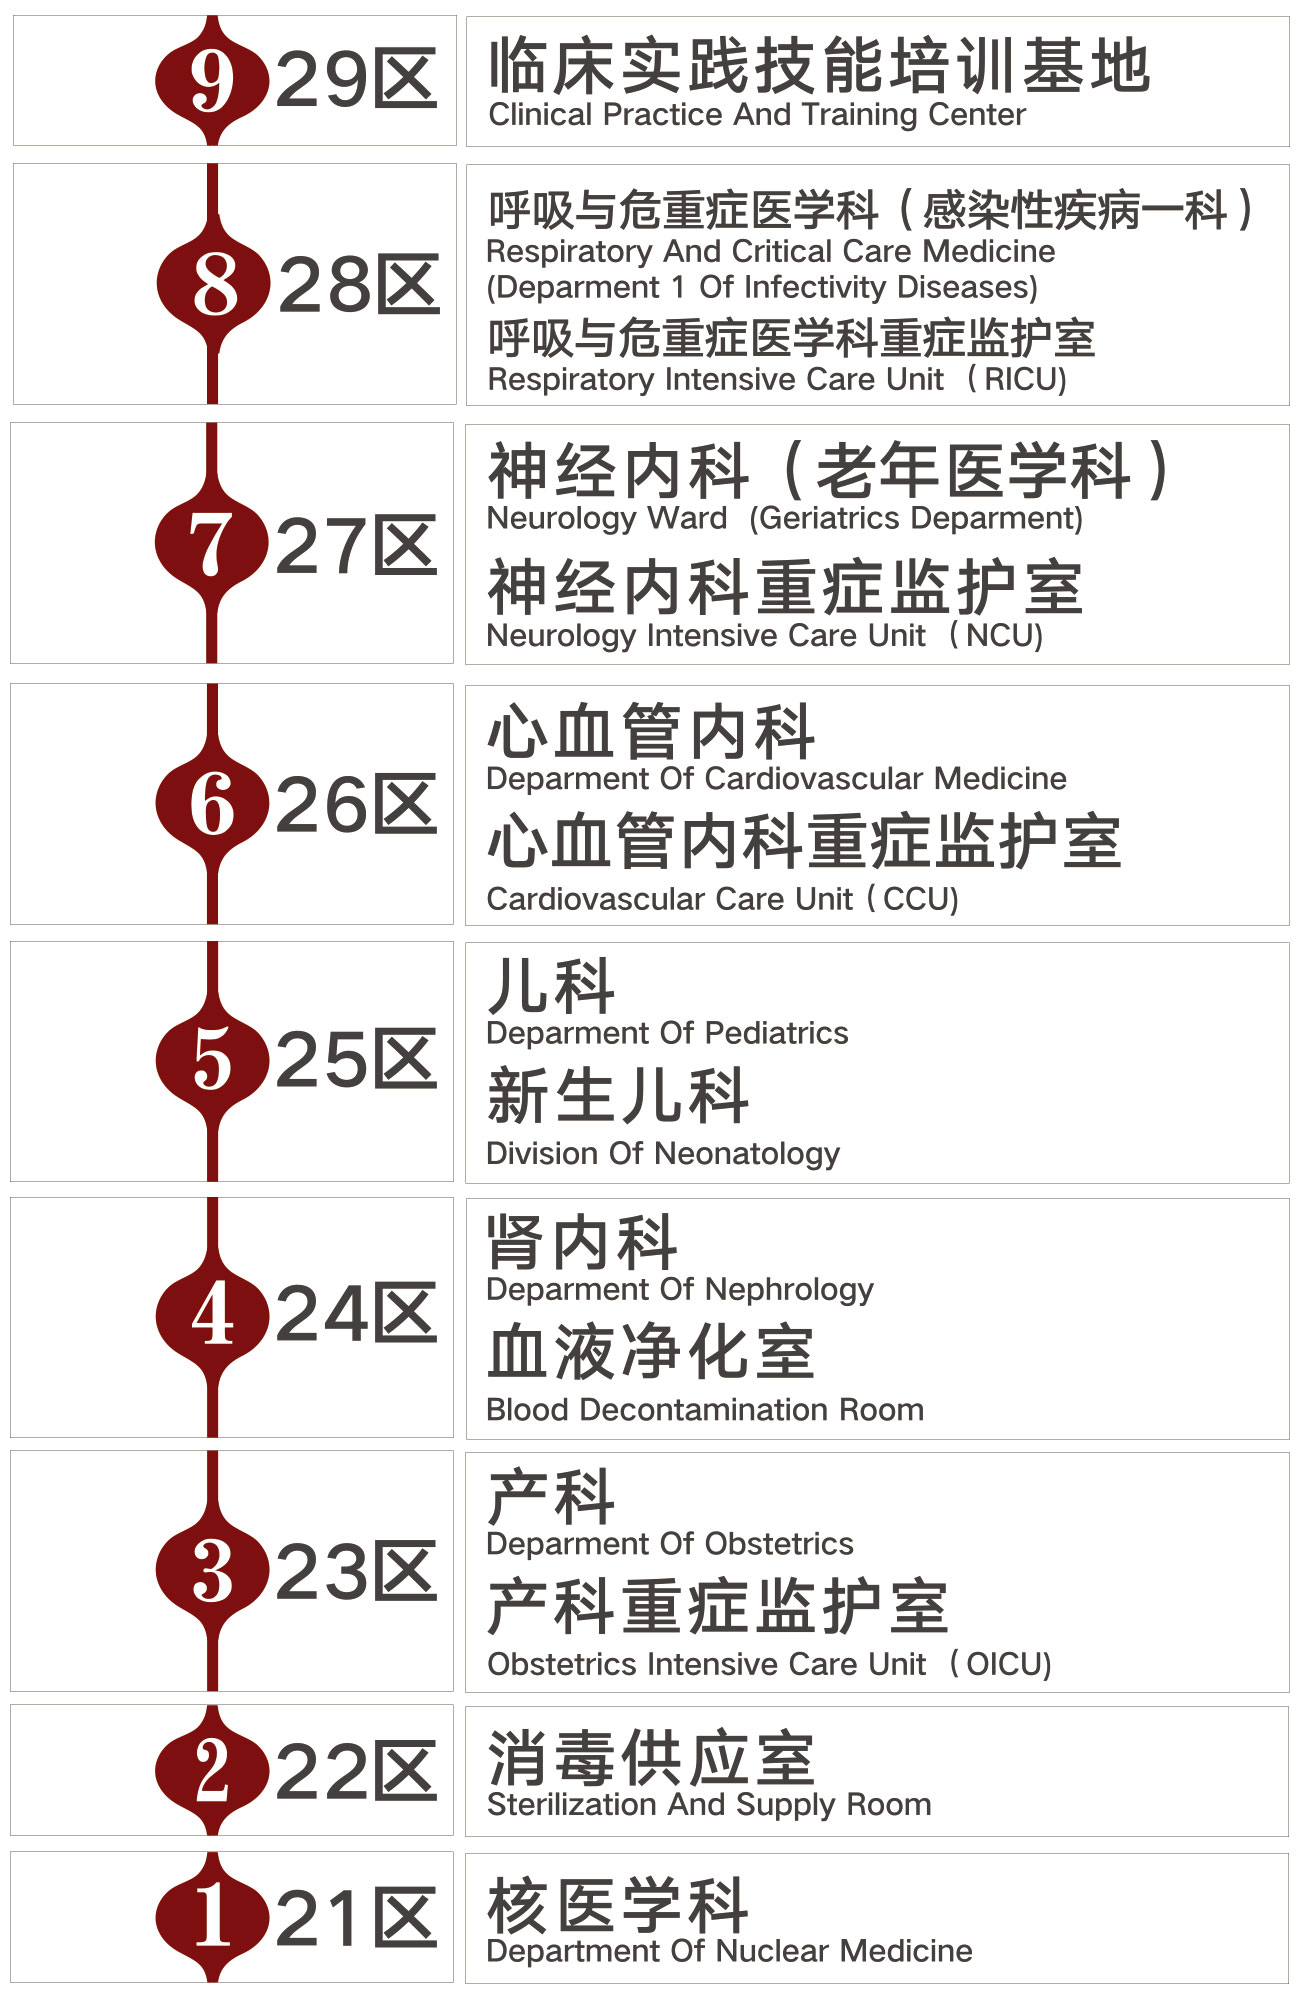 9
29区
临床实践技能培训基地
Clinical Practice And Training Center
8
28区
呼吸与危重症医学科（感染性疾病一科）
Respiratory And Critical Care Medicine
(Deparment 1 Of Infectivity Diseases)
呼吸与危重症医学科重症监护室
Respiratory Intensive Care Unit （RICU)
7
27区
神经内科（老年医学科）
Neurology Ward (Geriatrics Deparment)
神经内科重症监护室
Neurology Intensive Care Unit （NCU)
6
26区
心血管内科
Deparment Of Cardiovascular Medicine
心血管内科重症监护室
Cardiovascular Care Unit（CCU)
5
25区
儿科
Deparment Of Pediatrics
新生儿科
Division Of Neonatology
4
24区
肾内科
Deparment Of Nephrology
血液净化室
Blood Decontamination Room
3
23区
产科
Deparment Of Obstetrics
产科重症监护室
Obstetrics Intensive Care Unit （OICU)
2
22区
消毒供应室
Sterilization And Supply Room
1
21区
核医学科
Department Of Nuclear Medicine